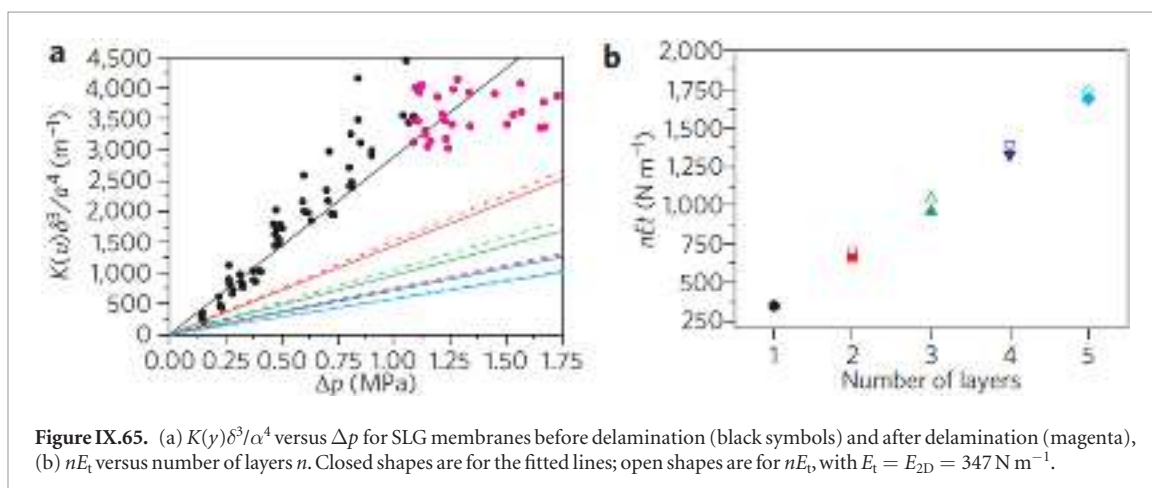 a
b
4,500
4,000
3,500
3,000
2,500
2,000
1,500
1,000
500
0
K(υ)δ³/a⁴ (m⁻¹)
0.00 0.25 0.50 0.75 1.00 1.25 1.50 1.75
Δp (MPa)
2,000
1,750
1,500
1,250
1,000
750
500
250
nEt (N m⁻¹)
1 2 3 4 5
Number of layers
Figure IX.65. (a) K(y)δ³/α⁴ versus Δp for SLG membranes before delamination (black symbols) and after delamination (magenta),
(b) nEₜ versus number of layers n. Closed shapes are for the fitted lines; open shapes are for nEₜ, with Eₜ = E₂D = 347 N m⁻¹.